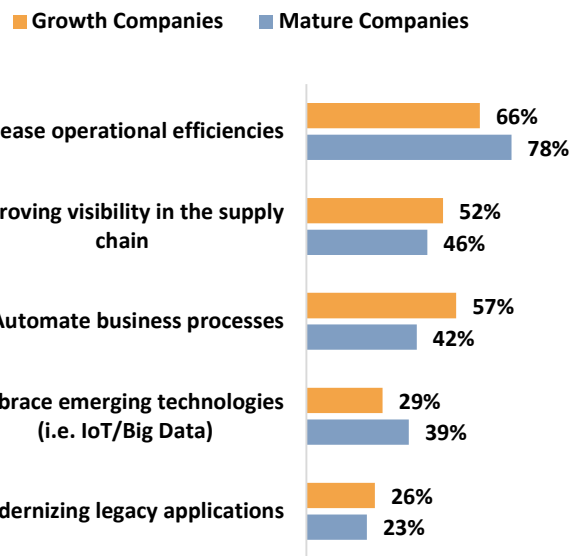 Growth Companies Mature Companies
ease operational efficiencies
66%
78%
roving visibility in the supply
chain
52%
46%
Automate business processes
57%
42%
brace emerging technologies
(i.e. IoT/Big Data)
29%
39%
dernizing legacy applications
26%
23%